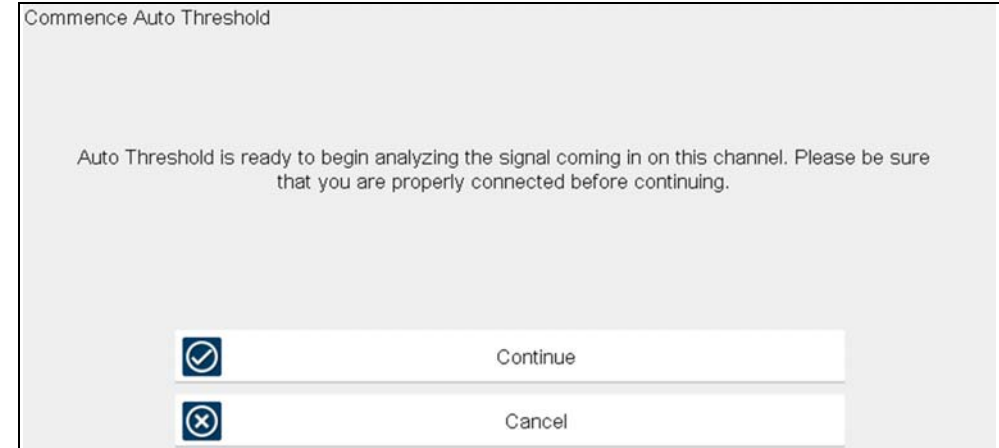 Commence Auto Threshold
Auto Threshold is ready to begin analyzing the signal coming in on this channel. Please be sure
that you are properly connected before continuing.
Continue
Cancel